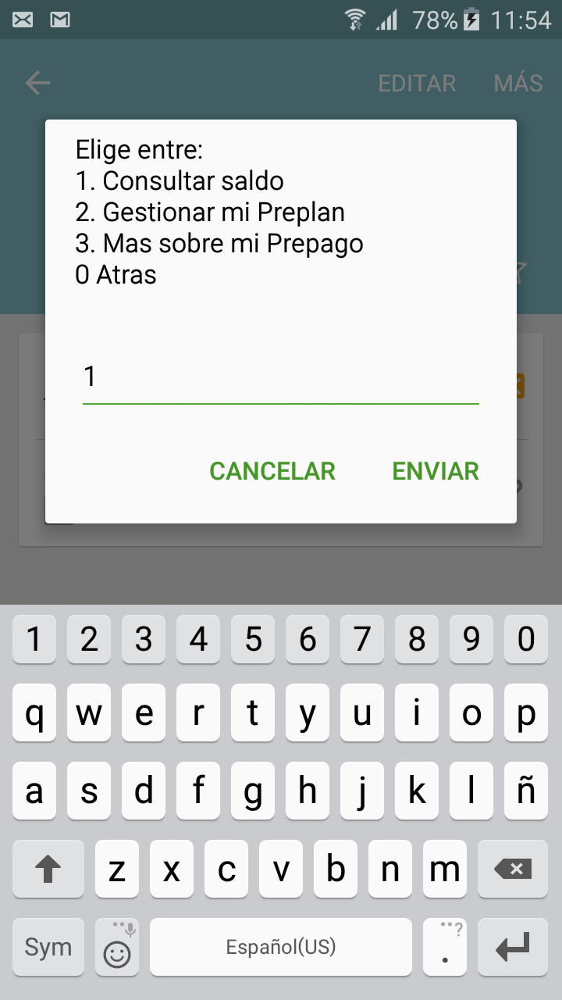 78% 11:54
EDITAR MÁS
Elige entre:
1. Consultar saldo
2. Gestionar mi Preplan
3. Mas sobre mi Prepago
0 Atras
1
CANCELAR ENVIAR
1 2 3 4 5 6 7 8 9 0
q w e r t y u i o p
a s d f g h j k l ñ
z x c v b n m
Sym Español(US) . ?